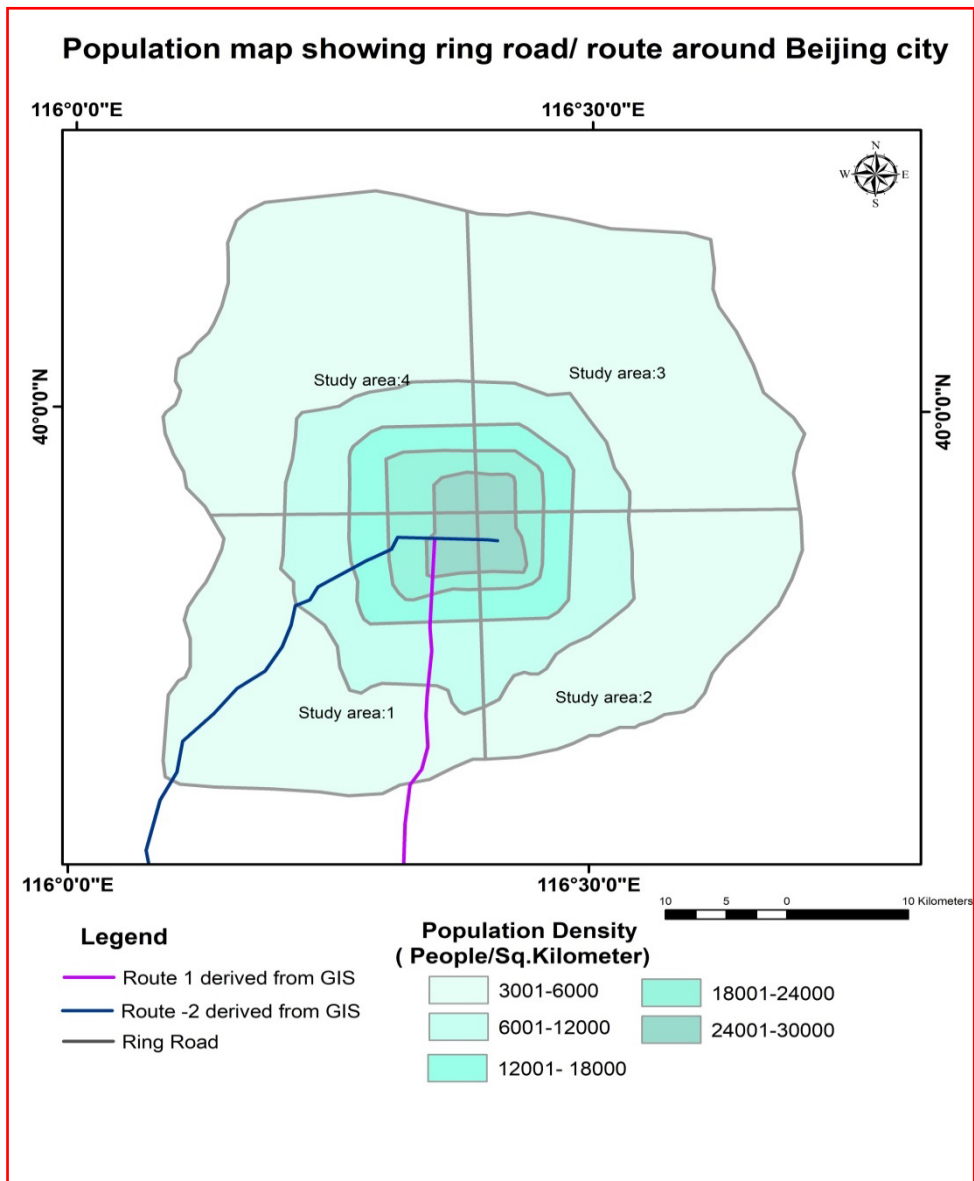 Population map showing ring road/ route around Beijing city
116°0'0"E 116°30'0"E
N
W E
S
Study area:4 Study area:3
40°0'0"N 40°0'0"N
Study area:1 Study area:2
116°0'0"E 116°30'0"E
10 5 0 10 Kilometers
Legend
Route 1 derived from GIS
Route -2 derived from GIS
Ring Road
Population Density
( People/Sq.Kilometer)
3001-6000
6001-12000
12001- 18000
18001-24000
24001-30000